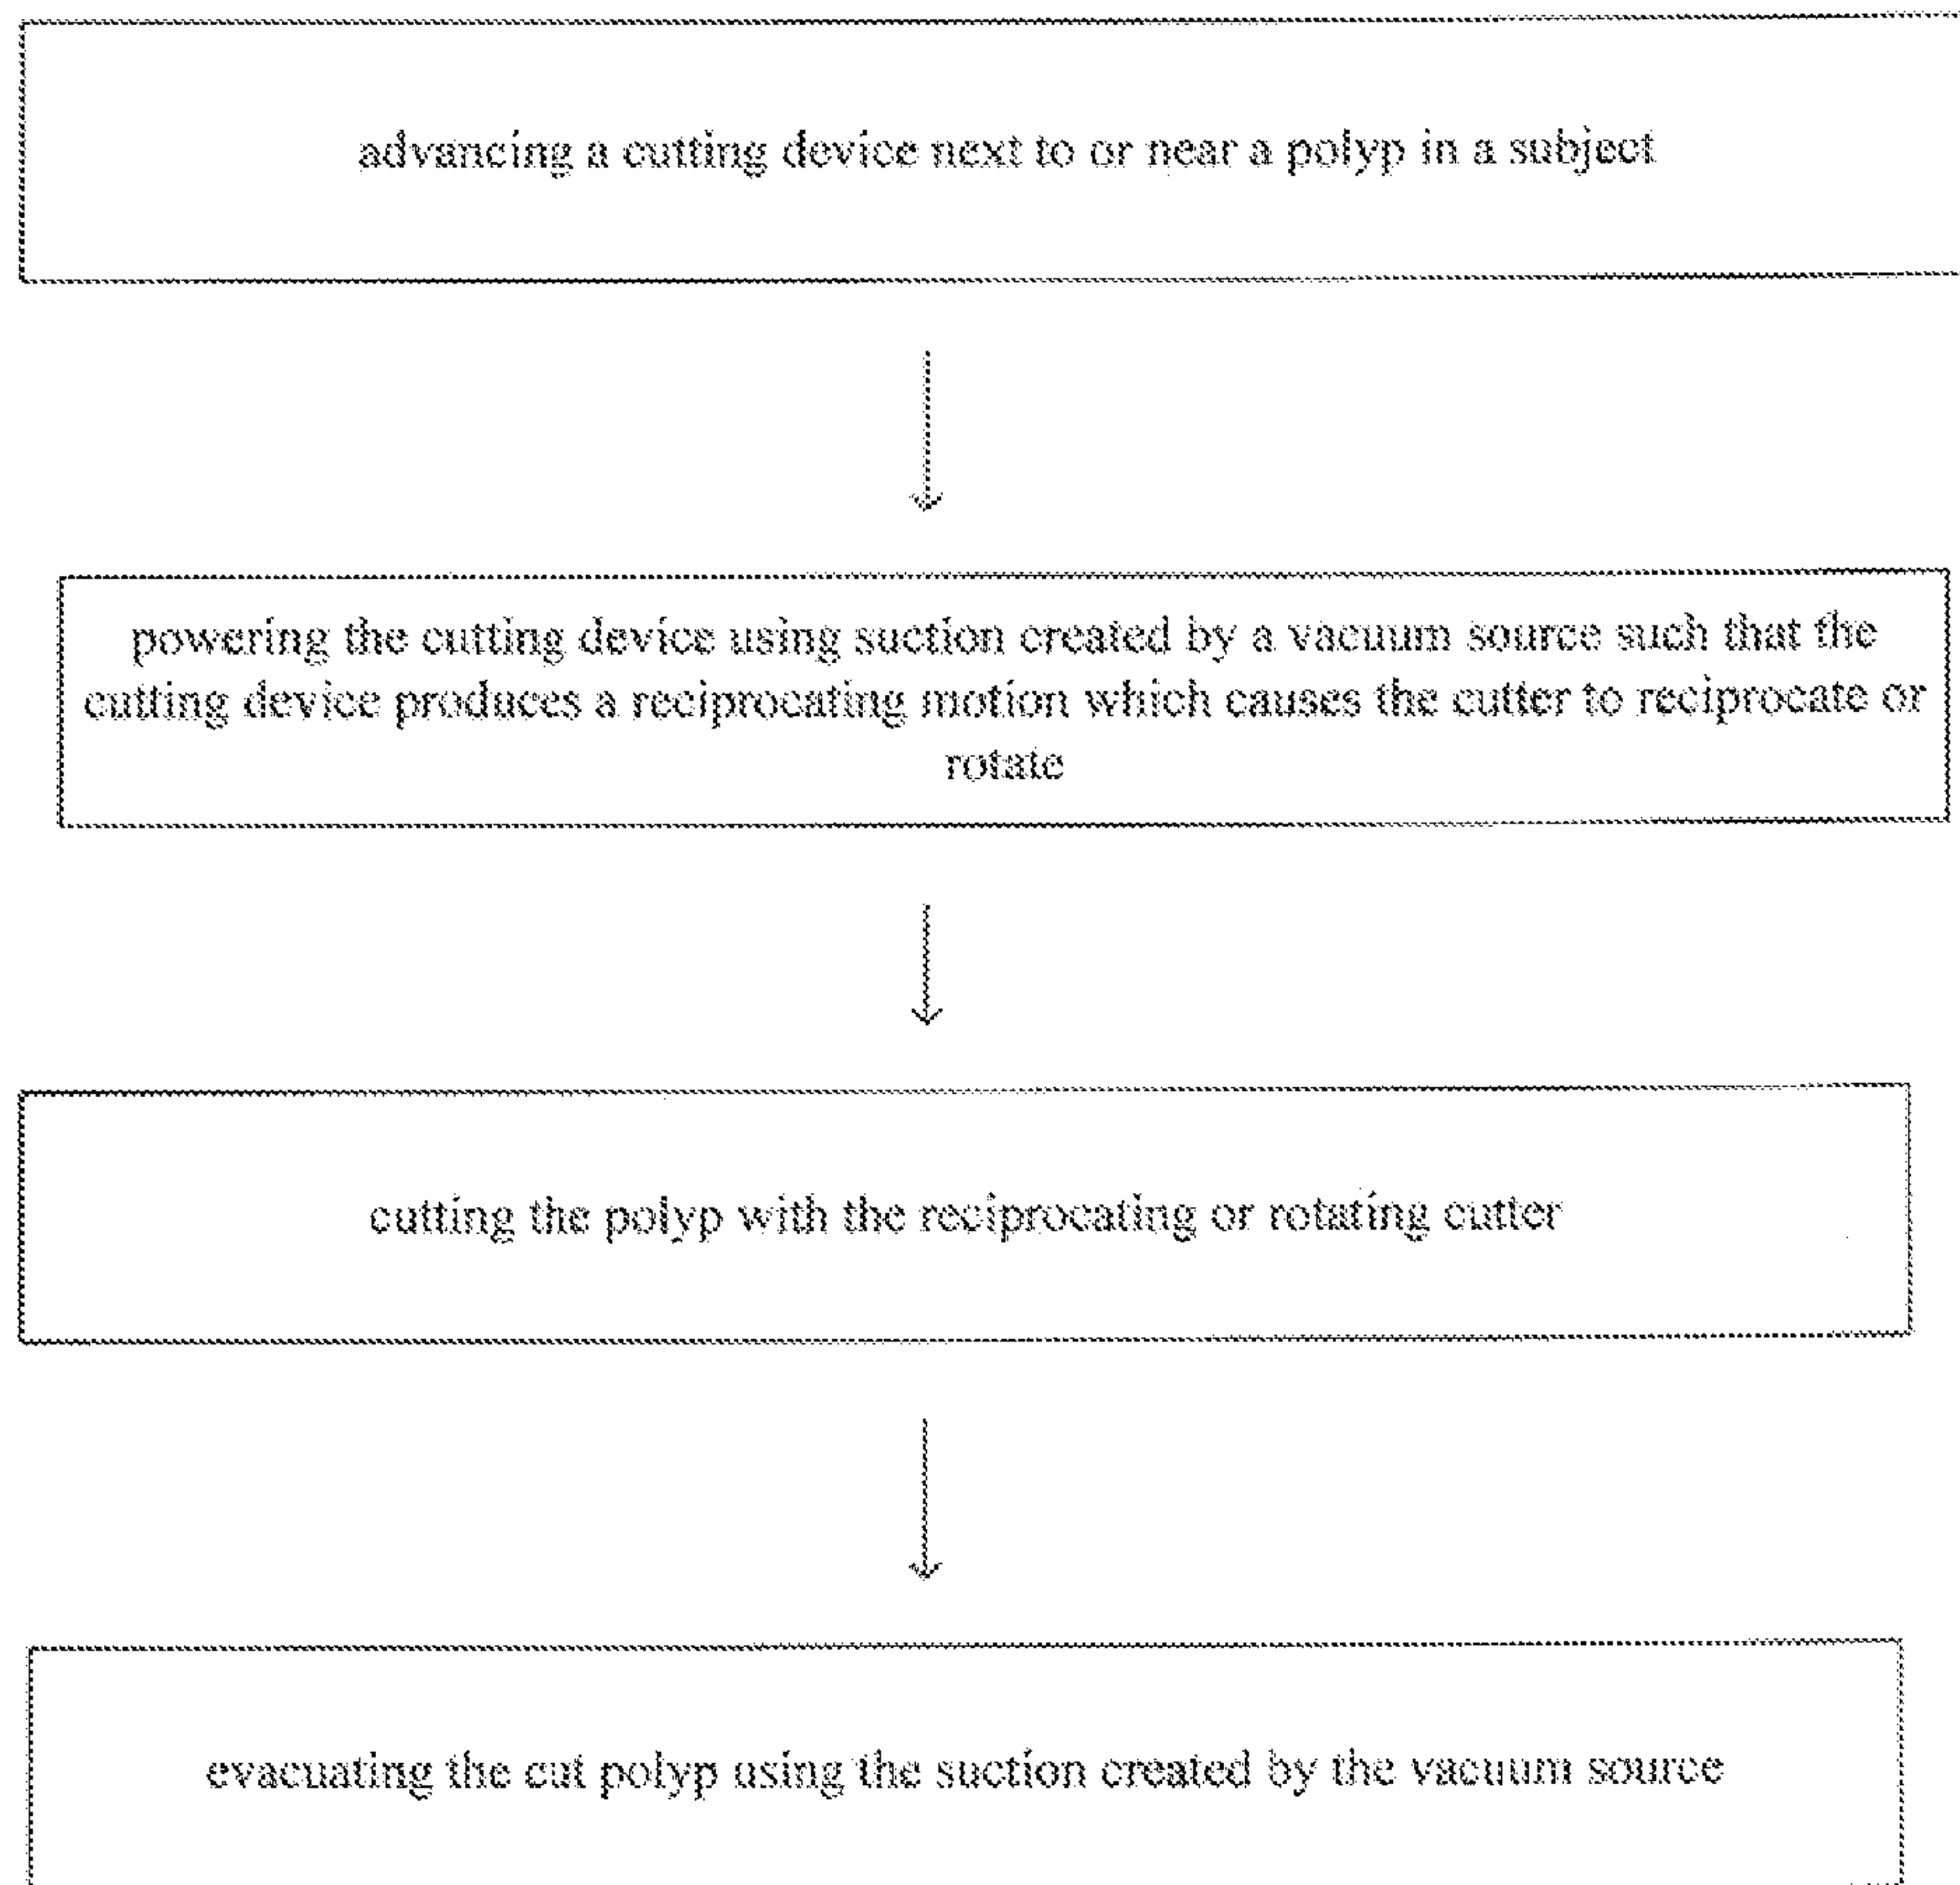 advancing a cutting device next to or near a polyp in a subject
powering the cutting device using suction created by a vacuum source such that the
cutting device produces a reciprocating motion which causes the cutter to reciprocate or
rotate
cutting the polyp with the reciprocating or rotating cutter
evacuating the cut polyp using the suction created by the vacuum source